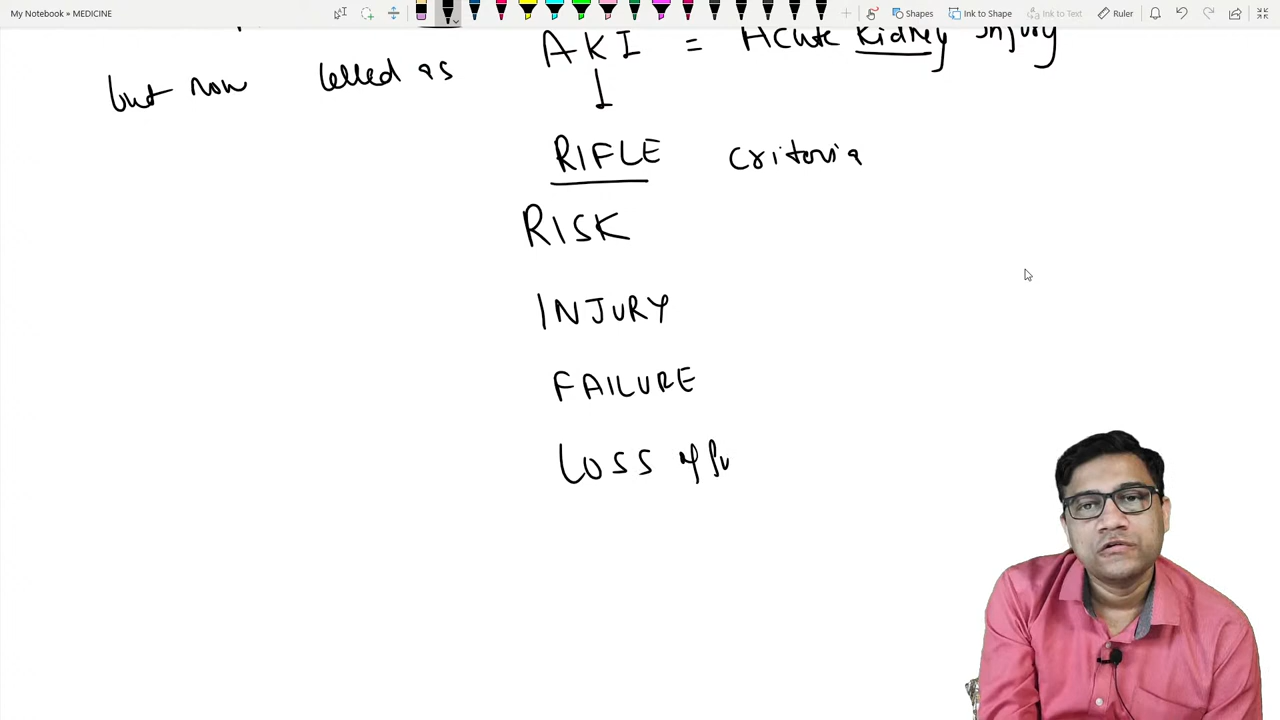 My Notebook » MEDICINE
Shapes Ink to Shape Ink to Text Ruler
AKI = Acute Kidney Injury
but now called as
RIFLE criteria
RISK
INJURY
FAILURE
LOSS of fu